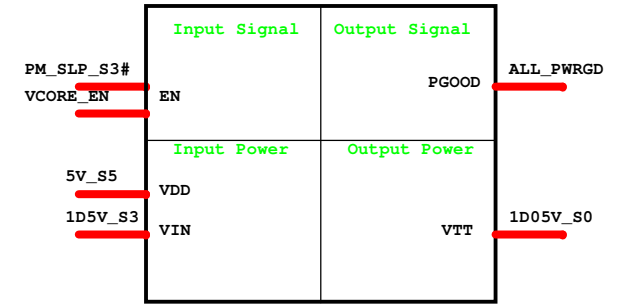 Input Signal
Output Signal
PM_SLP_S3#
VCORE_EN
EN
PGOOD
ALL_PWRGD
Input Power
Output Power
5V_S5
VDD
1D5V_S3
VIN
VTT
1D05V_S0